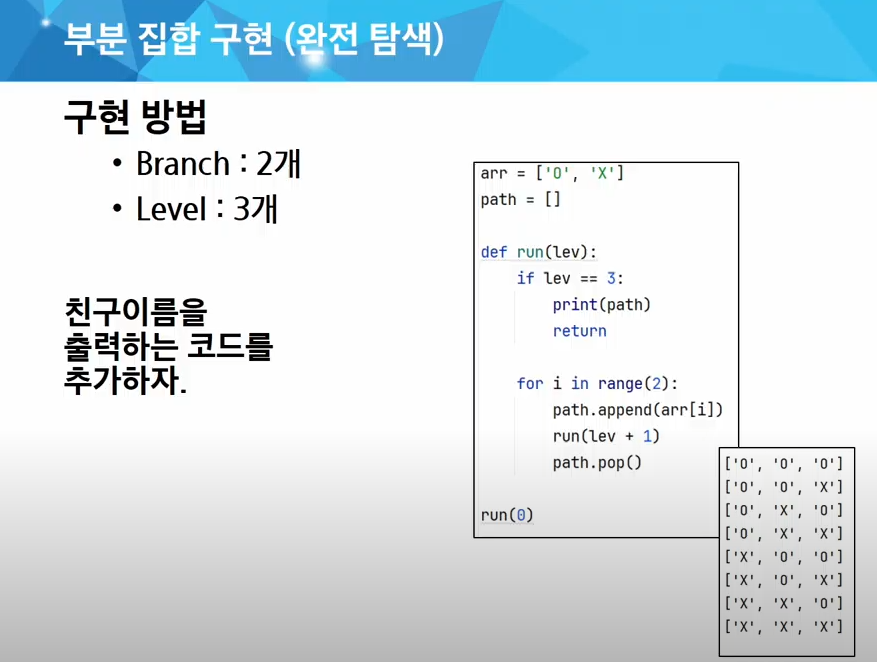 부분 집합 구현 (완전 탐색)
구현 방법
• Branch : 2개
• Level : 3개
친구이름을
출력하는 코드를
추가하자.
arr = ['O', 'X']
path = []
def run(lev):
    if lev == 3:
        print(path)
        return
    for i in range(2):
        path.append(arr[i])
        run(lev + 1)
        path.pop()
run(0)
['O', 'O', 'O']
['O', 'O', 'X']
['O', 'X', 'O']
['O', 'X', 'X']
['X', 'O', 'O']
['X', 'O', 'X']
['X', 'X', 'O']
['X', 'X', 'X']